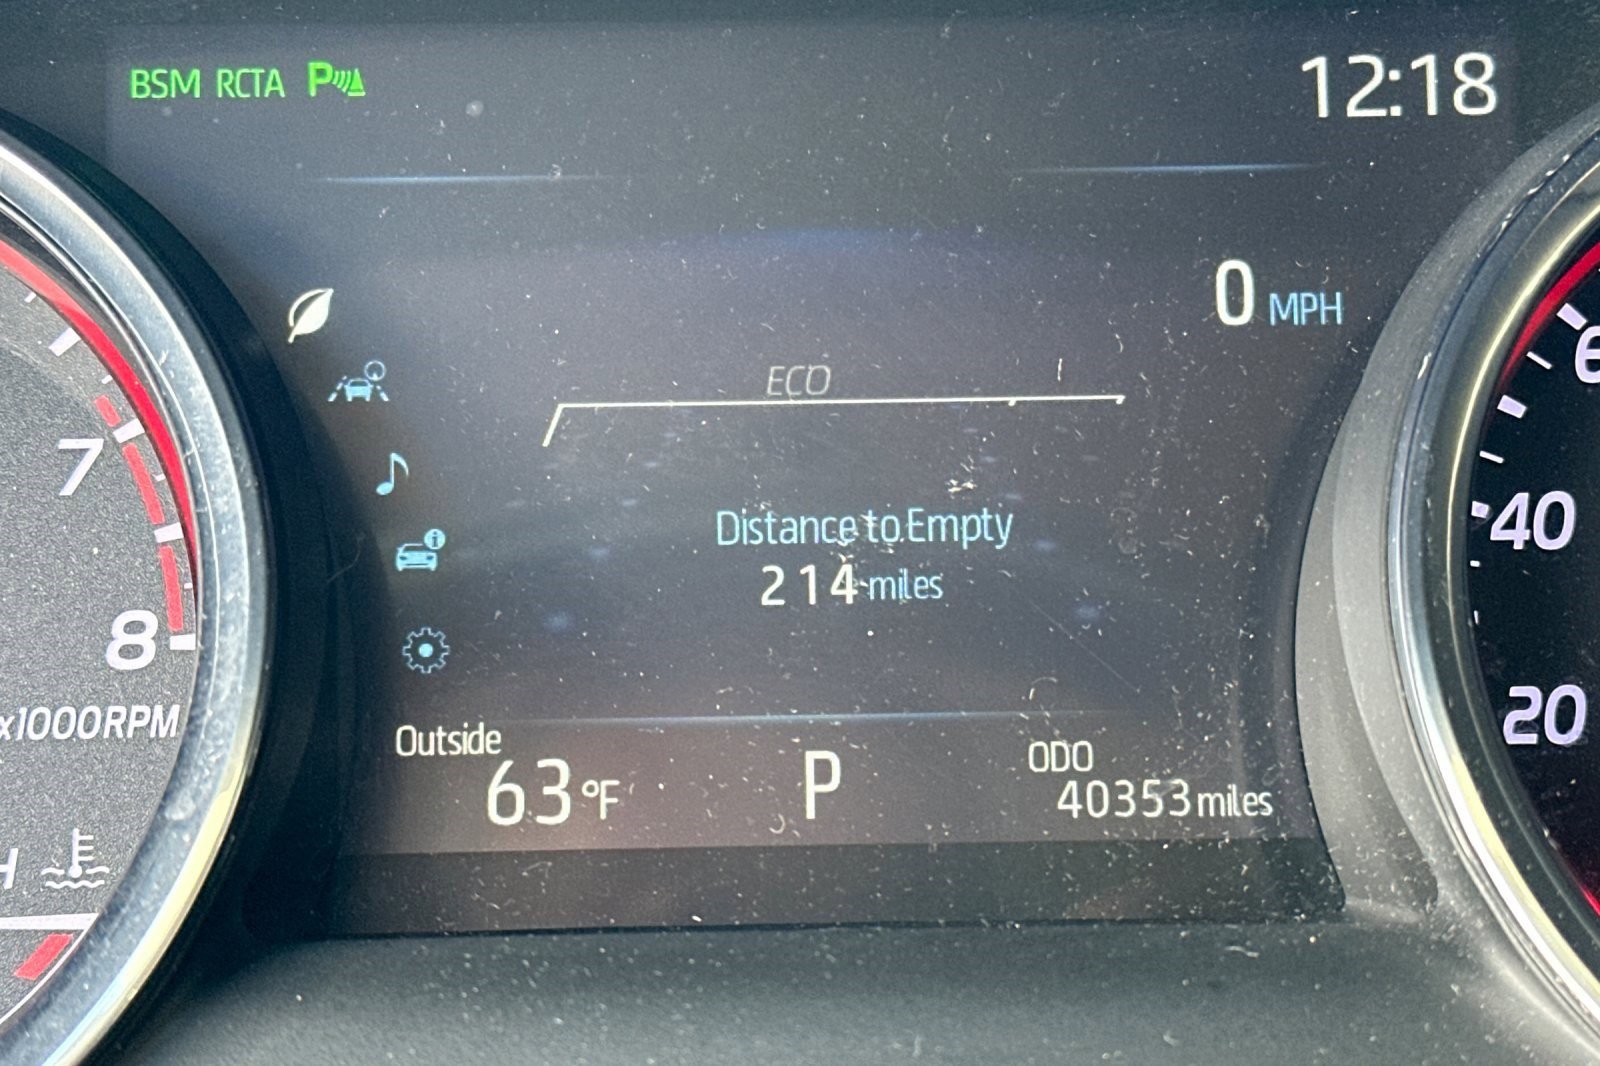 BSM RCTA P
12:18
0 MPH
ECO
Distance to Empty
214 miles
Outside
63°F
P
ODO
40353 miles
7
8
x1000RPM
H
6
40
20